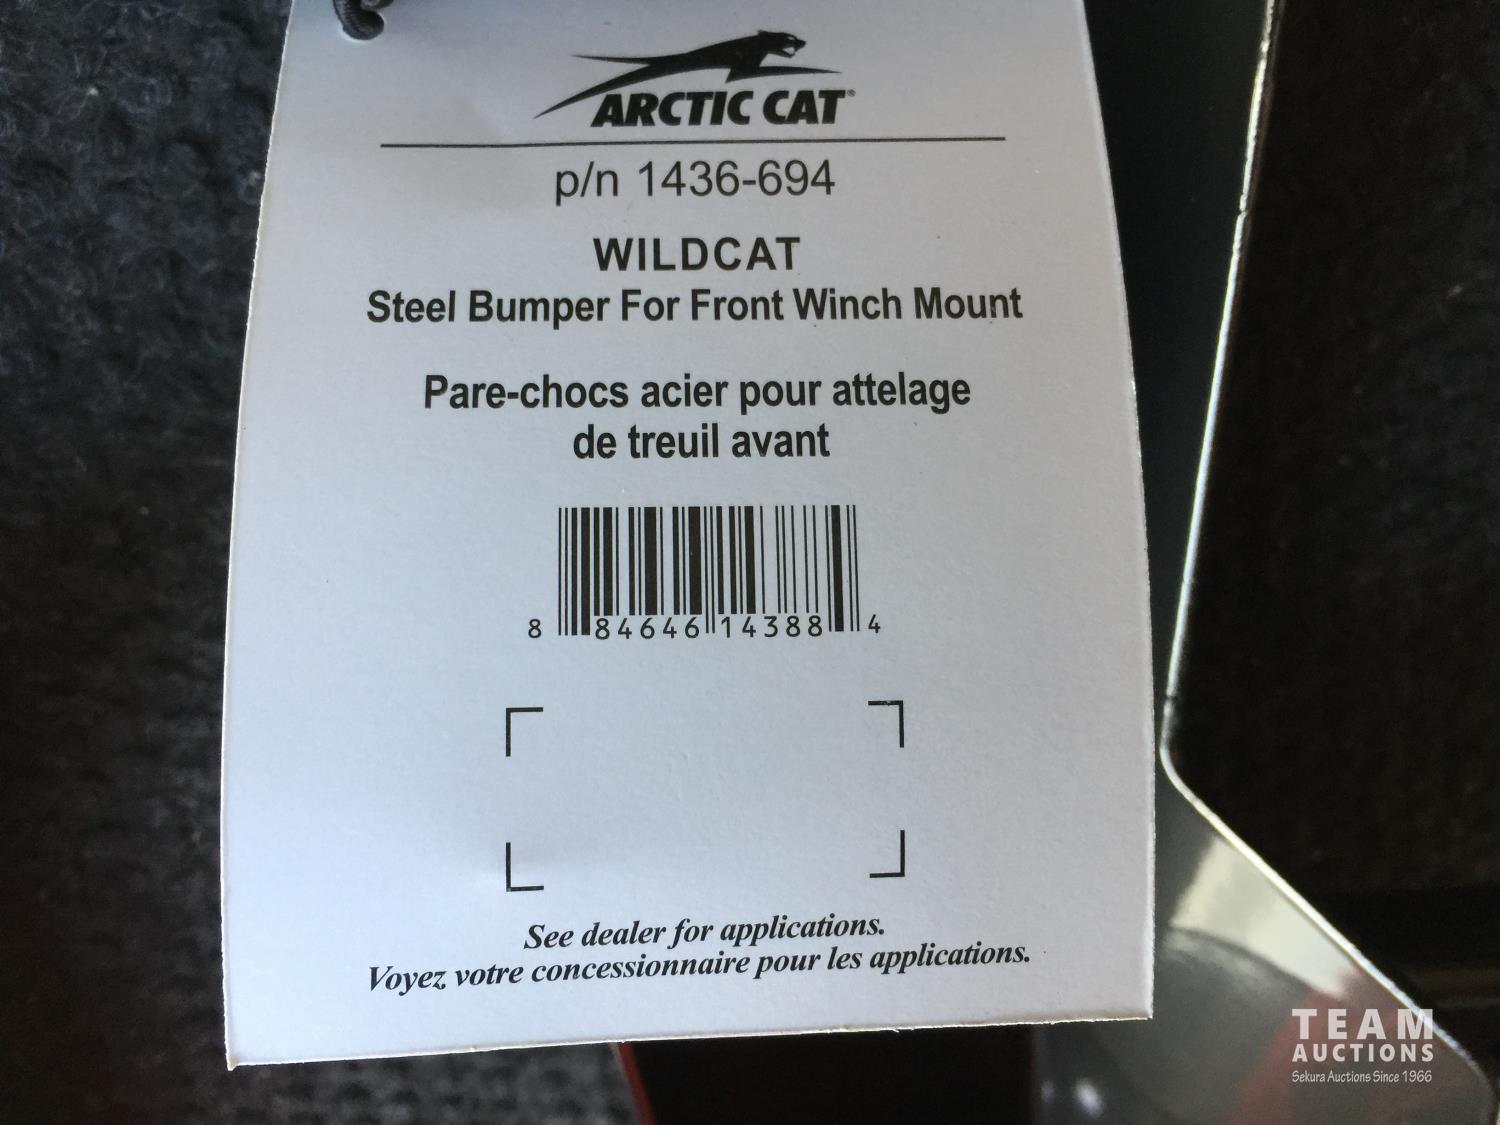 ARCTIC CAT®
p/n 1436-694
WILDCAT
Steel Bumper For Front Winch Mount
Pare-chocs acier pour attelage
de treuil avant
8 84646 14388 4
See dealer for applications.
Voyez votre concessionnaire pour les applications.
TEAM
AUCTIONS
Sekura Auctions Since 1966